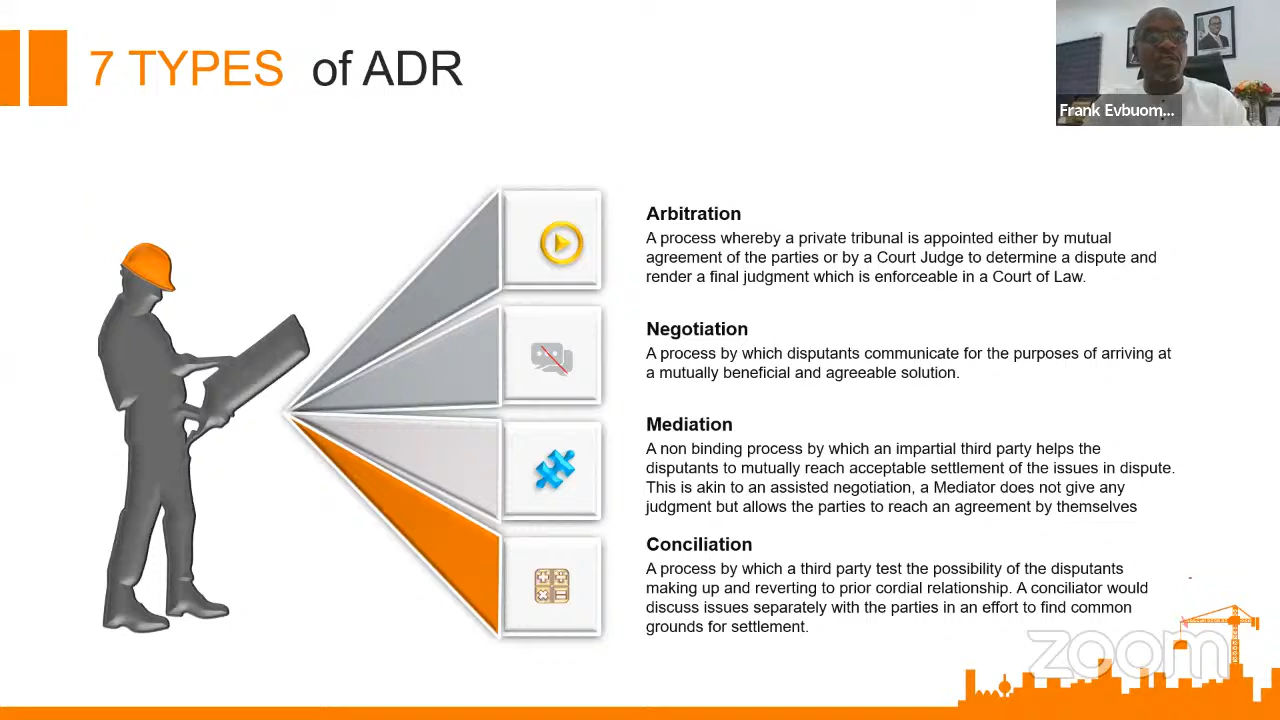 7 TYPES of ADR
Frank Evbuom...
Arbitration
A process whereby a private tribunal is appointed either by mutual
agreement of the parties or by a Court Judge to determine a dispute and
render a final judgment which is enforceable in a Court of Law.
Negotiation
A process by which disputants communicate for the purposes of arriving at
a mutually beneficial and agreeable solution.
Mediation
A non binding process by which an impartial third party helps the
disputants to mutually reach acceptable settlement of the issues in dispute.
This is akin to an assisted negotiation, a Mediator does not give any
judgment but allows the parties to reach an agreement by themselves
Conciliation
A process by which a third party test the possibility of the disputants
making up and reverting to prior cordial relationship. A conciliator would
discuss issues separately with the parties in an effort to find common
grounds for settlement.
zoom